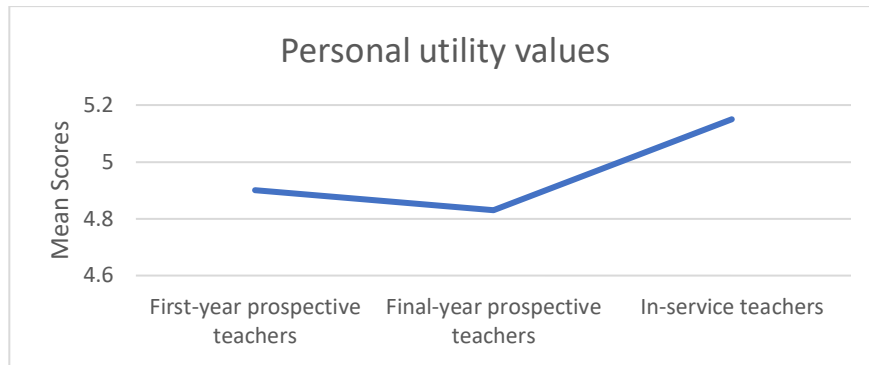 Personal utility values
Mean Scores
5.2
5
4.8
4.6
First-year prospective
teachers
Final-year prospective
teachers
In-service teachers